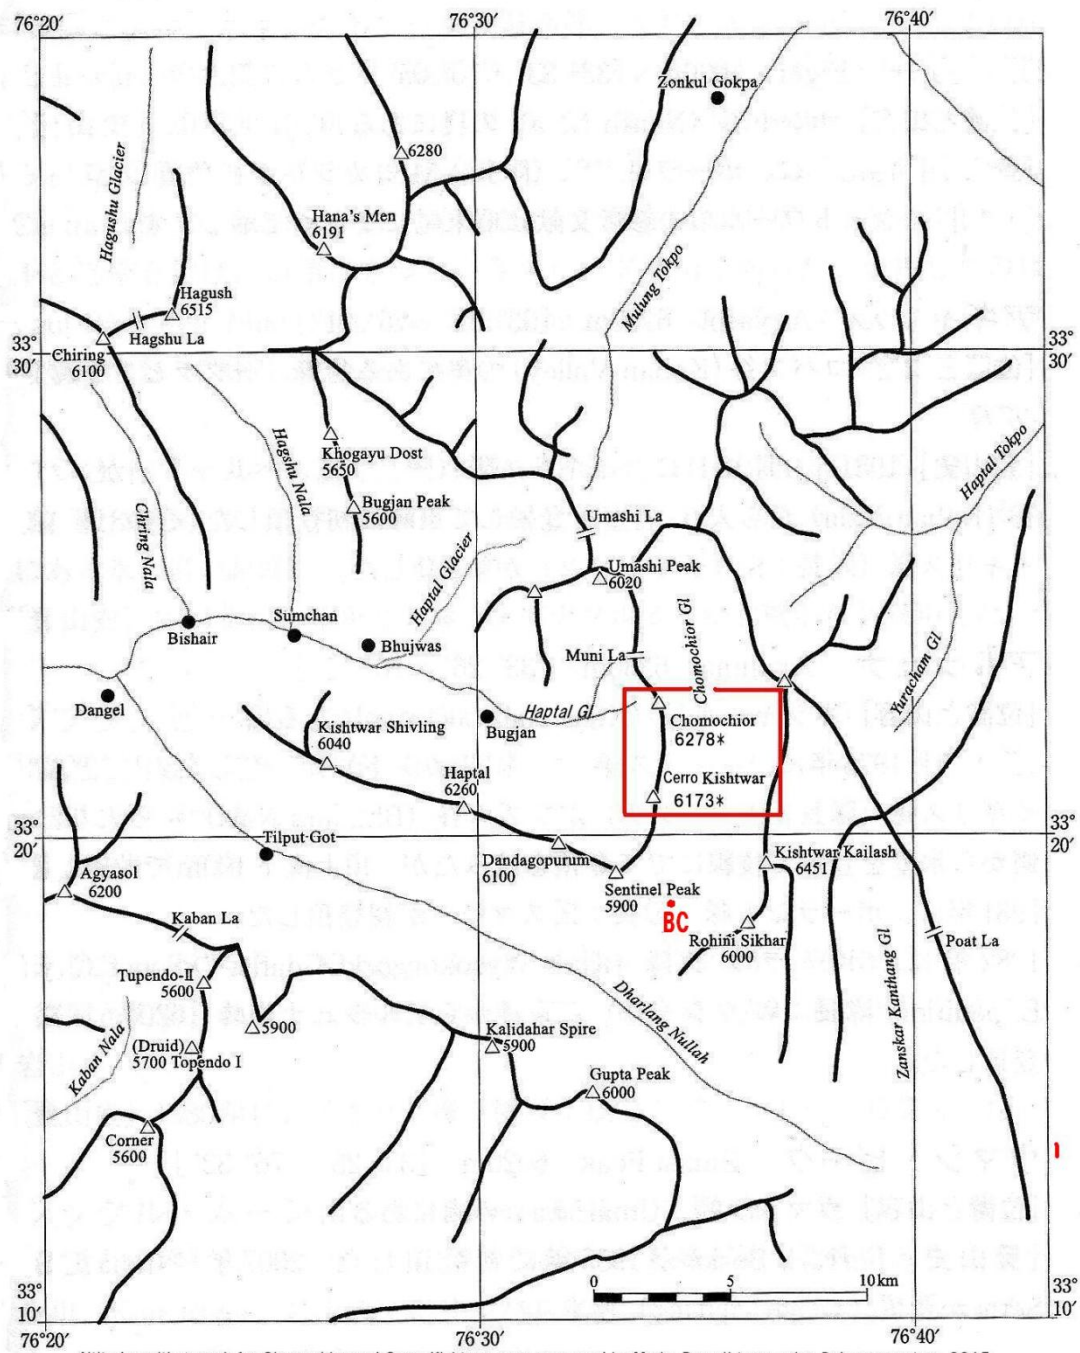 76°20′ 76°30′ 76°40′
Zonkul Gokpa
6280
Hagushu Glacier
Hana's Men
6191
Mulung Tokpo
Hagush
6515
Hagshu La
Chiring
6100
33°
30′
33°
30′
Khogayu Dost
5650
Hagshu Nala
Haptal Tokpo
Bugjan Peak
5600
Chring Nala
Umashi La
Haptal Glacier
Umashi Peak
6020
Sumchan
Bishair
Bhujwas
Muni La
Chomochior Gl
Yuracham Gl
Dangel
Haptal Gl
Bugjan
Chomochior
6278*
Kishtwar Shivling
6040
Haptal
6260
Cerro Kishtwar
6173*
33°
20′
33°
20′
Tilput Got
Dandagopurum
6100
Kishtwar Kailash
6451
Agyasol
6200
Sentinel Peak
5900
BC
Kaban La
Rohini Sikhar
6000
Poat La
Zanskar Kanthang Gl
Tupendo-II
5600
Dharlang Nullah
5900
Kalidahar Spire
5900
Kaban Nala
(Druid)
5700 Topendo I
Gupta Peak
6000
Corner
5600
0 5 10km
33°
10′
33°
10′
76°20′ 76°30′ 76°40′